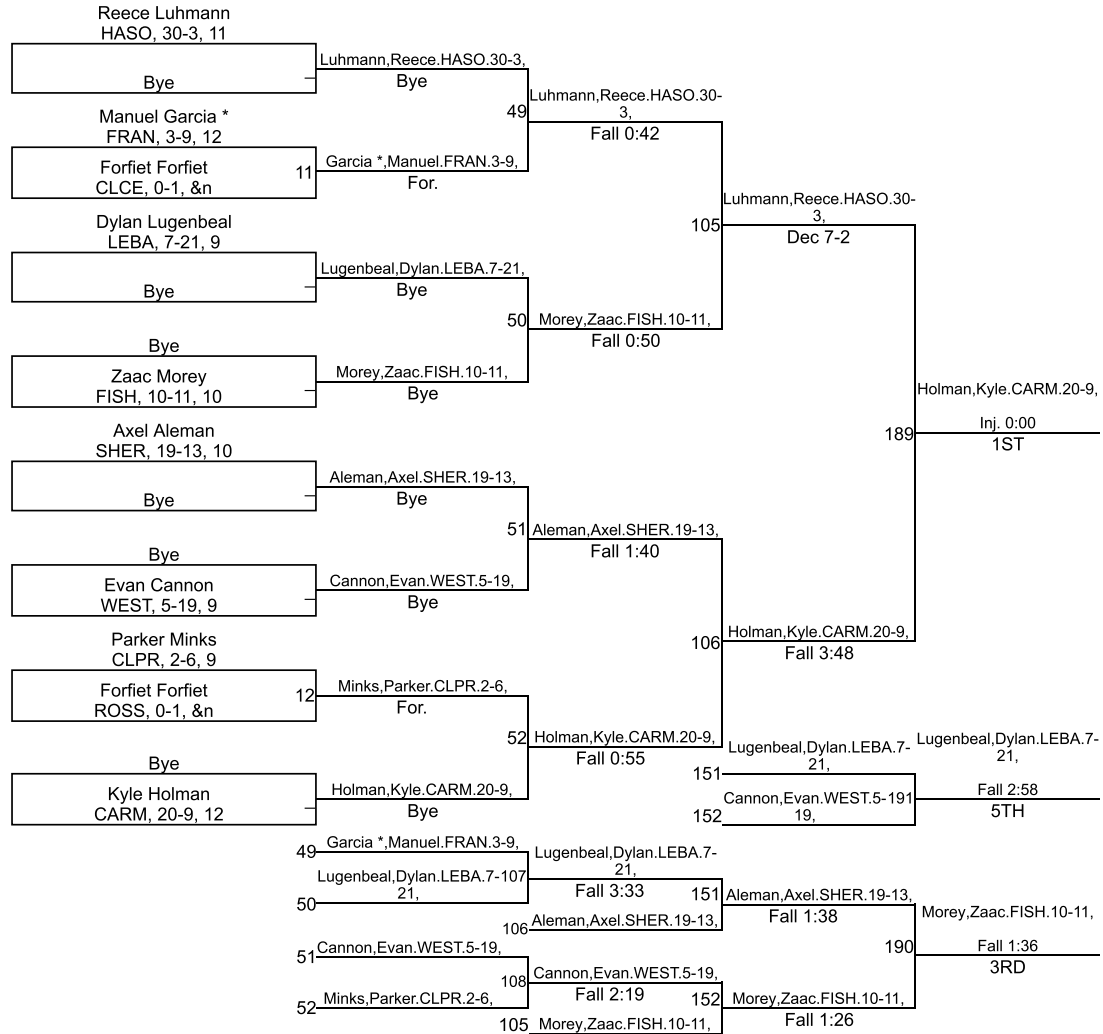 Reece Luhmann
HASO, 30-3, 11
Bye
Luhmann,Reece.HASO.30-3,
Bye
49
Luhmann,Reece.HASO.30-
3,
Fall 0:42
Manuel Garcia *
FRAN, 3-9, 12
Forfiet Forfiet
CLCE, 0-1, &n
11
Garcia *,Manuel.FRAN.3-9,
For.
105
Luhmann,Reece.HASO.30-
3,
Dec 7-2
Dylan Lugenbeal
LEBA, 7-21, 9
Bye
Lugenbeal,Dylan.LEBA.7-21,
Bye
50
Morey,Zaac.FISH.10-11,
Fall 0:50
Bye
Zaac Morey
FISH, 10-11, 10
Morey,Zaac.FISH.10-11,
Bye
189
Holman,Kyle.CARM.20-9,
Inj. 0:00
1ST
Axel Aleman
SHER, 19-13, 10
Bye
Aleman,Axel.SHER.19-13,
Bye
51
Aleman,Axel.SHER.19-13,
Fall 1:40
Bye
Evan Cannon
WEST, 5-19, 9
Cannon,Evan.WEST.5-19,
Bye
106
Holman,Kyle.CARM.20-9,
Fall 3:48
Parker Minks
CLPR, 2-6, 9
Forfiet Forfiet
ROSS, 0-1, &n
12
Minks,Parker.CLPR.2-6,
For.
52
Holman,Kyle.CARM.20-9,
Fall 0:55
Bye
Kyle Holman
CARM, 20-9, 12
Holman,Kyle.CARM.20-9,
Bye
151
Lugenbeal,Dylan.LEBA.7-
21,
152
Cannon,Evan.WEST.5-191
19,
Lugenbeal,Dylan.LEBA.7-
21,
Fall 2:58
5TH
49
Garcia *,Manuel.FRAN.3-9,
50
Lugenbeal,Dylan.LEBA.7-107
21,
Lugenbeal,Dylan.LEBA.7-
21,
Fall 3:33
106
Aleman,Axel.SHER.19-13,
151
Aleman,Axel.SHER.19-13,
Fall 1:38
51
Cannon,Evan.WEST.5-19,
52
Minks,Parker.CLPR.2-6,
108
Cannon,Evan.WEST.5-19,
Fall 2:19
105
Morey,Zaac.FISH.10-11,
152
Morey,Zaac.FISH.10-11,
Fall 1:26
190
Morey,Zaac.FISH.10-11,
Fall 1:36
3RD